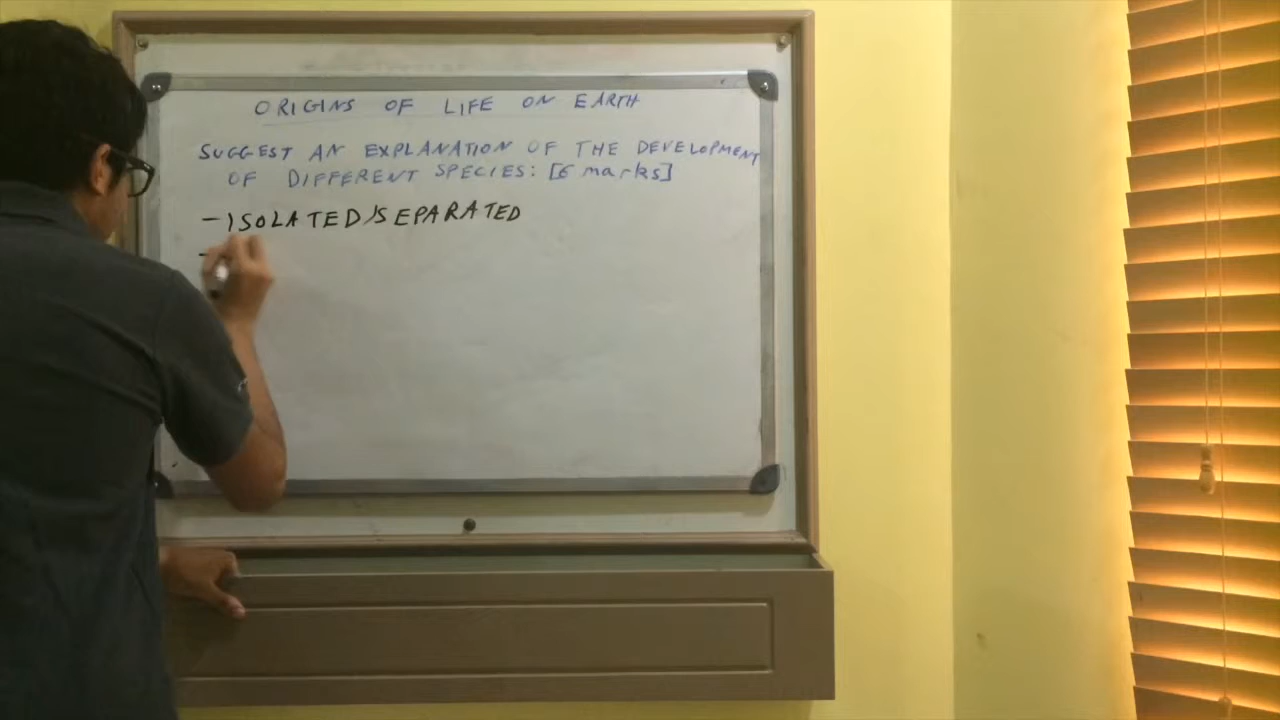 ORIGINS OF LIFE ON EARTH
SUGGEST AN EXPLANATION OF THE DEVELOPMENT
OF DIFFERENT SPECIES: [6 marks]
- ISOLATED/SEPARATED
-